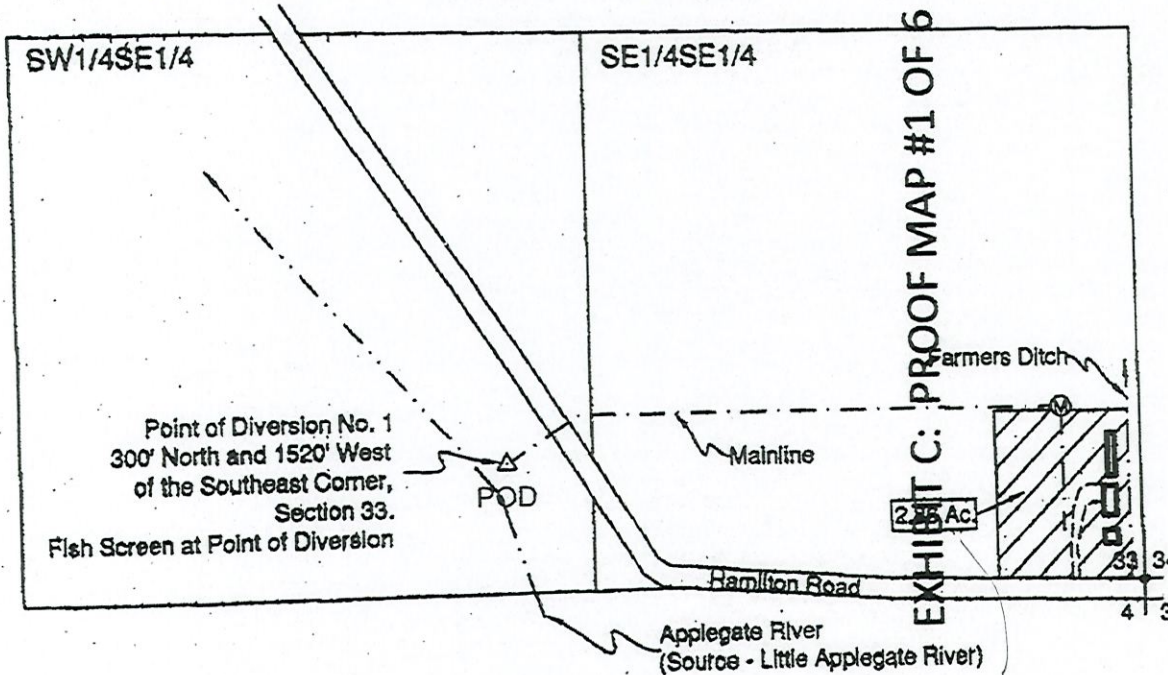 SW1/4SE1/4
SE1/4SE1/4
EXHIBIT C: PROOF MAP #1 OF 6
Farmers Ditch
M
Point of Diversion No. 1
300' North and 1520' West
of the Southeast Corner,
Section 33.
Fish Screen at Point of Diversion
POD
Mainline
Ac.
Hamilton Road
33 34
4 3
Applegate River
(Source - Little Applegate River)